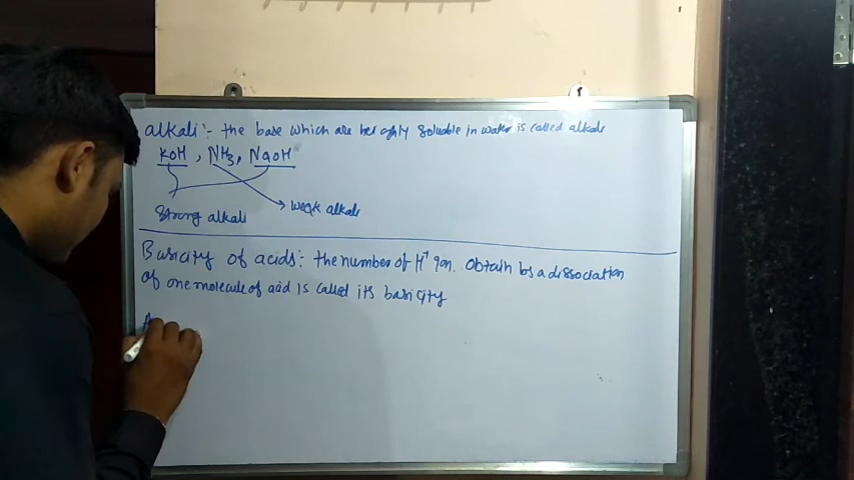 alkali :- the base which are highly soluable in water is called alkali
KOH , NH3, NaOH
Strong alkali
weak alkali
Basicity of acids : the number of H+ ion. Obtain by a dissociation
of one molecule of acid is called its basicity
A